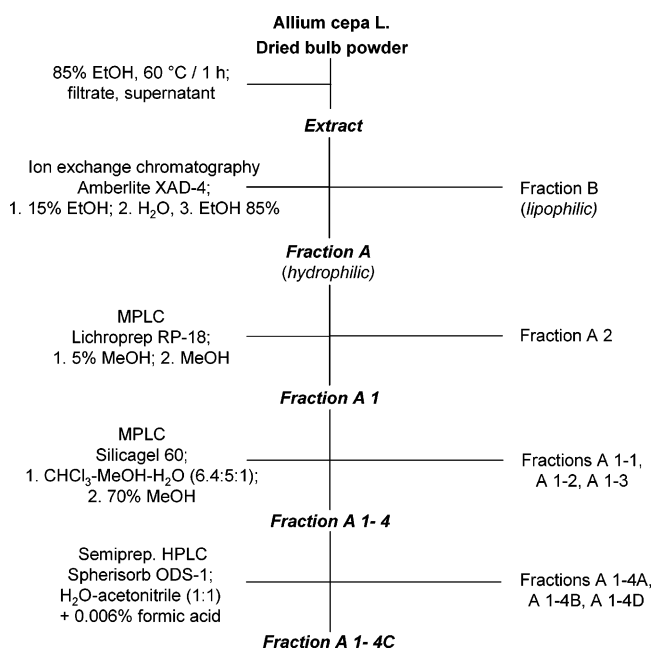 Allium cepa L.
Dried bulb powder
85% EtOH, 60 °C / 1 h;
filtrate, supernatant
Extract
Ion exchange chromatography
Amberlite XAD-4;
1. 15% EtOH; 2. H₂O, 3. EtOH 85%
Fraction B
(lipophilic)
Fraction A
(hydrophilic)
MPLC
Lichroprep RP-18;
1. 5% MeOH; 2. MeOH
Fraction A 2
Fraction A 1
MPLC
Silicagel 60;
1. CHCl₃-MeOH-H₂O (6.4:5:1);
2. 70% MeOH
Fractions A 1-1,
A 1-2, A 1-3
Fraction A 1- 4
Semiprep. HPLC
Spherisorb ODS-1;
H₂O-acetonitrile (1:1)
+ 0.006% formic acid
Fractions A 1-4A,
A 1-4B, A 1-4D
Fraction A 1- 4C